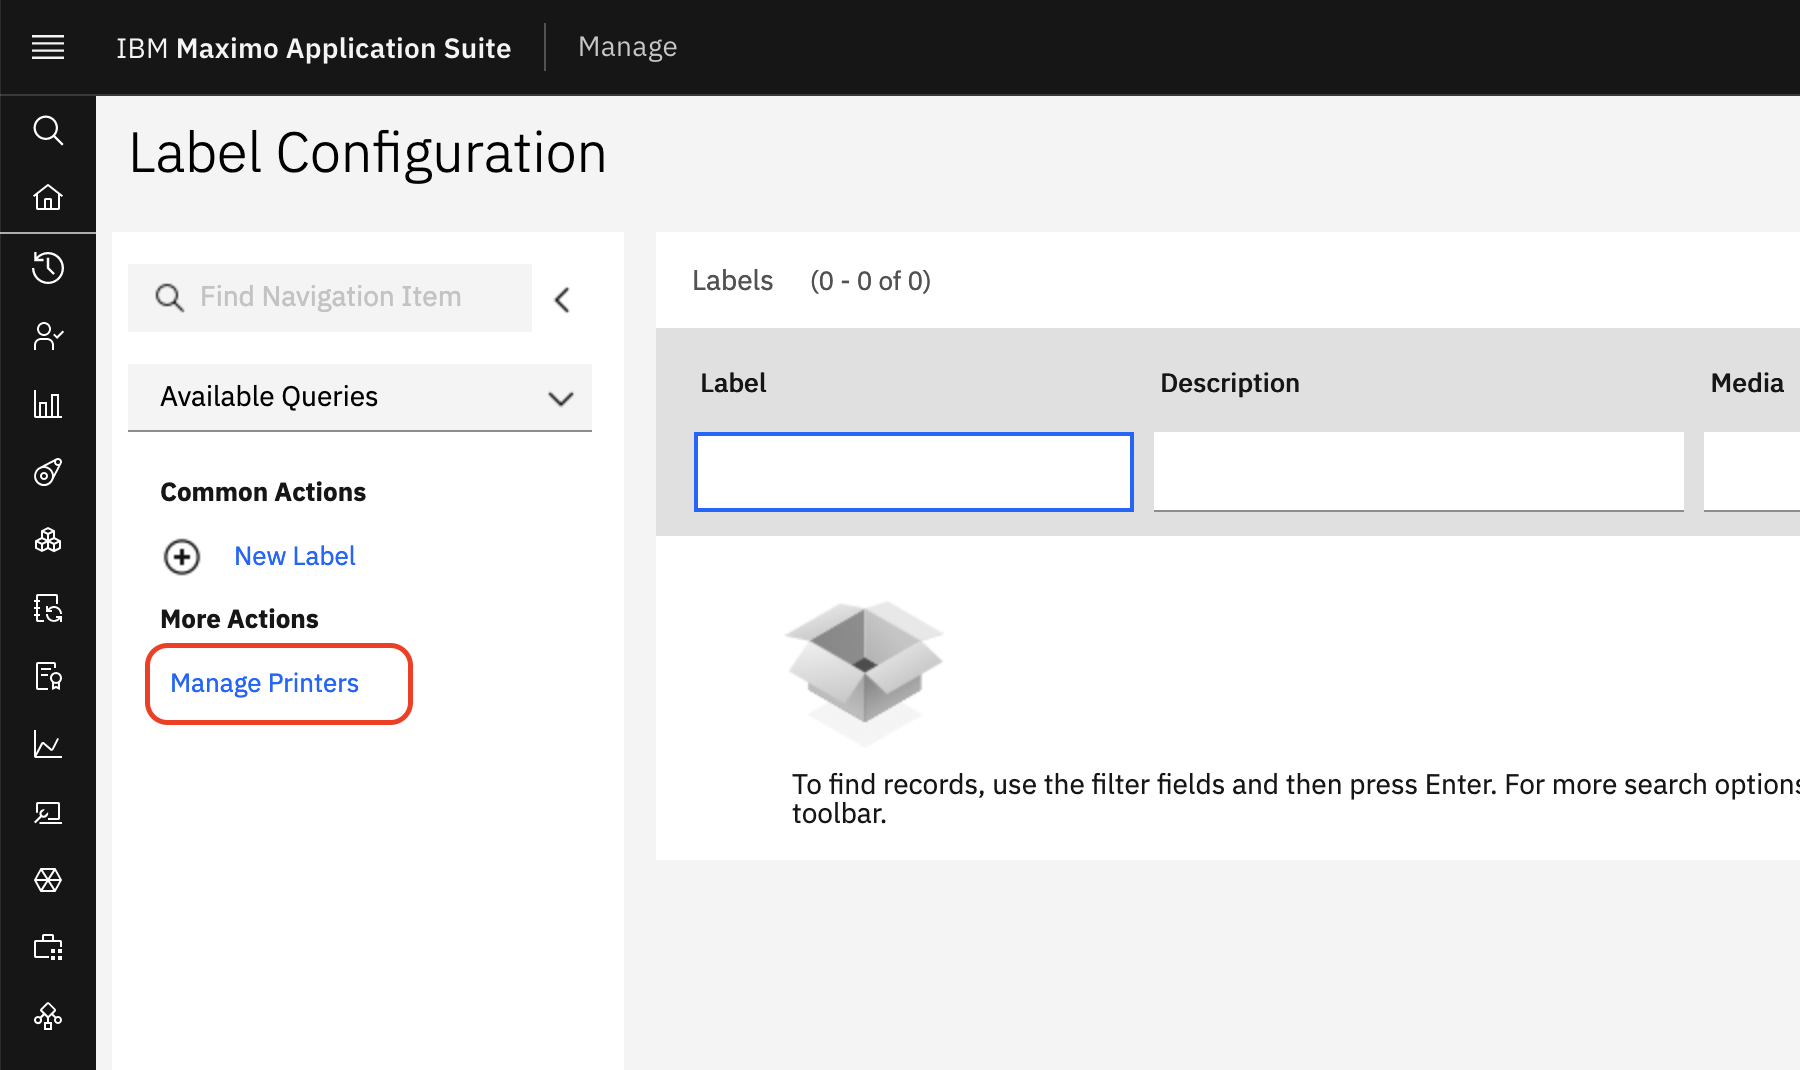 IBM Maximo Application Suite
Manage
Label Configuration
Find Navigation Item
Available Queries
Common Actions
New Label
More Actions
Manage Printers
Labels (0 - 0 of 0)
Label Description Media
To find records, use the filter fields and then press Enter. For more search options
toolbar.